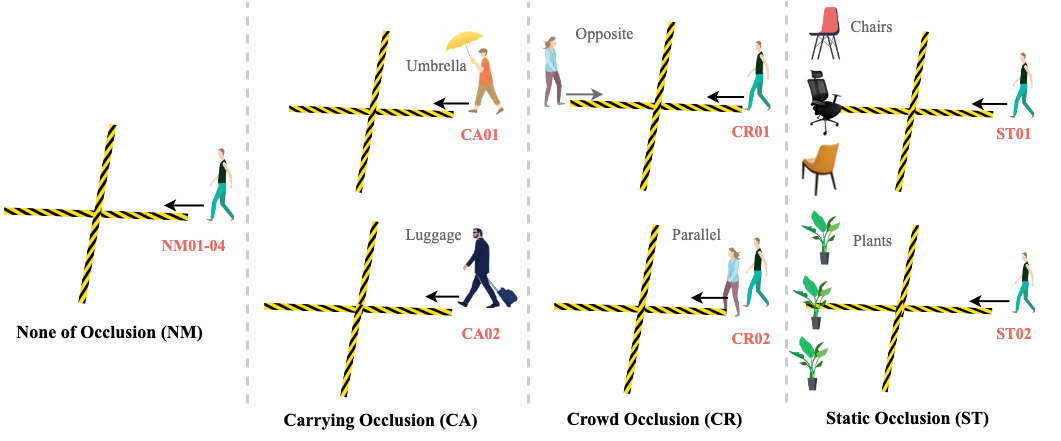 NM01-04
None of Occlusion (NM)
Umbrella
CA01
Luggage
CA02
Carrying Occlusion (CA)
Opposite
CR01
Parallel
CR02
Crowd Occlusion (CR)
Chairs
ST01
Plants
ST02
Static Occlusion (ST)